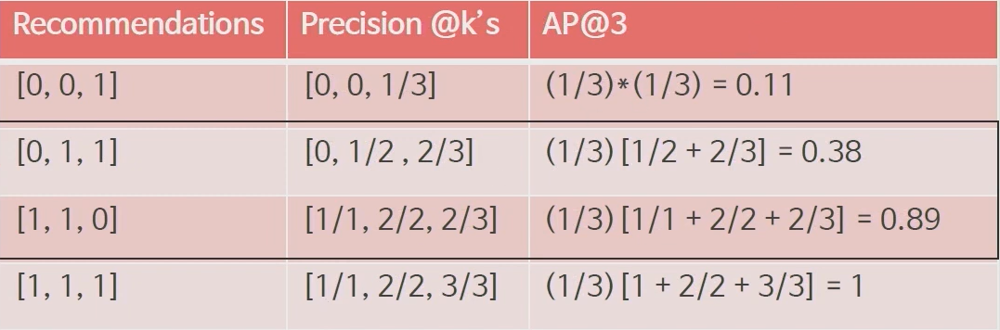 Recommendations Precision @k's AP@3
[0, 0, 1] [0, 0, 1/3] (1/3)*(1/3) = 0.11
[0, 1, 1] [0, 1/2 , 2/3] (1/3) [1/2 + 2/3] = 0.38
[1, 1, 0] [1/1, 2/2, 2/3] (1/3) [1/1 + 2/2 + 2/3] = 0.89
[1, 1, 1] [1/1, 2/2, 3/3] (1/3) [1 + 2/2 + 3/3] = 1